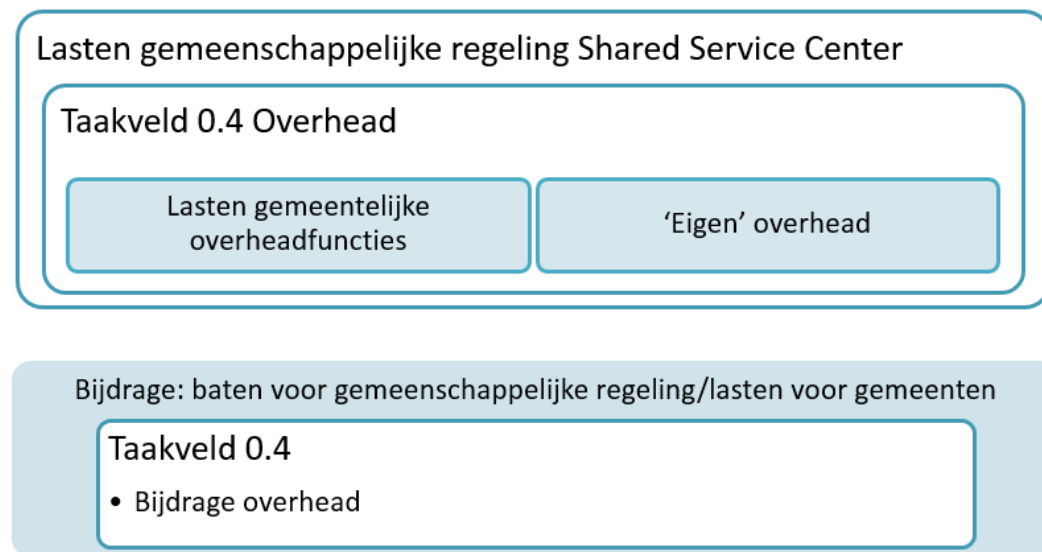 Lasten gemeenschappelijke regeling Shared Service Center
Taakveld 0.4 Overhead
Lasten gemeentelijke
overheadfuncties
‘Eigen’ overhead
Bijdrage: baten voor gemeenschappelijke regeling/lasten voor gemeenten
Taakveld 0.4
• Bijdrage overhead